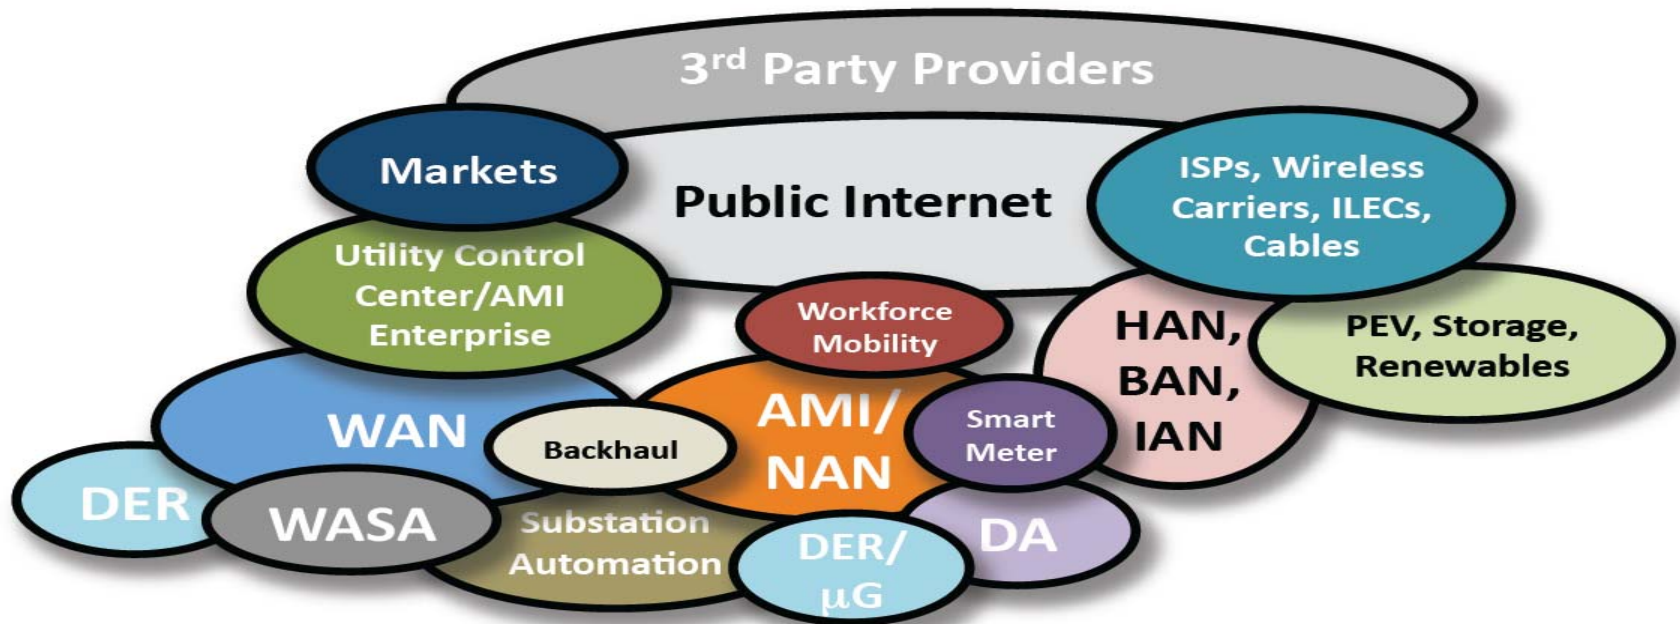 3rd Party Providers
Markets
Public Internet
ISPs, Wireless
Carriers, ILECs,
Cables
Utility Control
Center/AMI
Enterprise
Workforce
Mobility
HAN,
BAN,
IAN
PEV, Storage,
Renewables
WAN
Backhaul
AMI/
NAN
Smart
Meter
DER
WASA
Substation
Automation
DER/
μG
DA